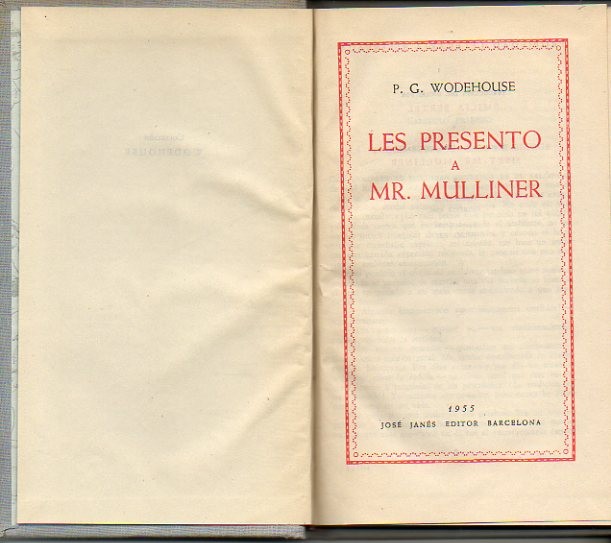 P. G. WODEHOUSE
LES PRESENTO
A
MR. MULLINER
1955
JOSÉ JANÉS EDITOR BARCELONA